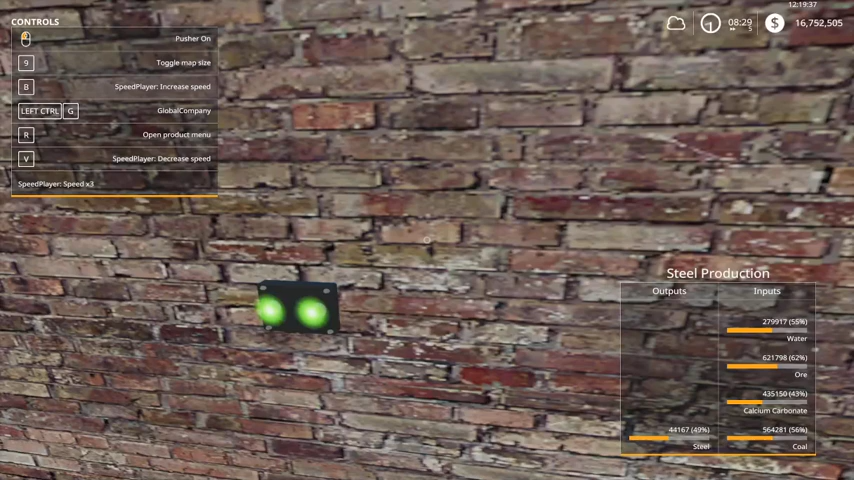 12:19:37
CONTROLS
Pusher On
9 Toggle map size
B SpeedPlayer: Increase speed
LEFT CTRL G GlobalCompany
R Open product menu
V SpeedPlayer: Decrease speed
SpeedPlayer: Speed x3
08:29
5
$ 16,752,505
Steel Production
Outputs Inputs
279917 (55%)
Water
621798 (62%)
Ore
435150 (43%)
Calcium Carbonate
44167 (49%) 564281 (56%)
Steel Coal